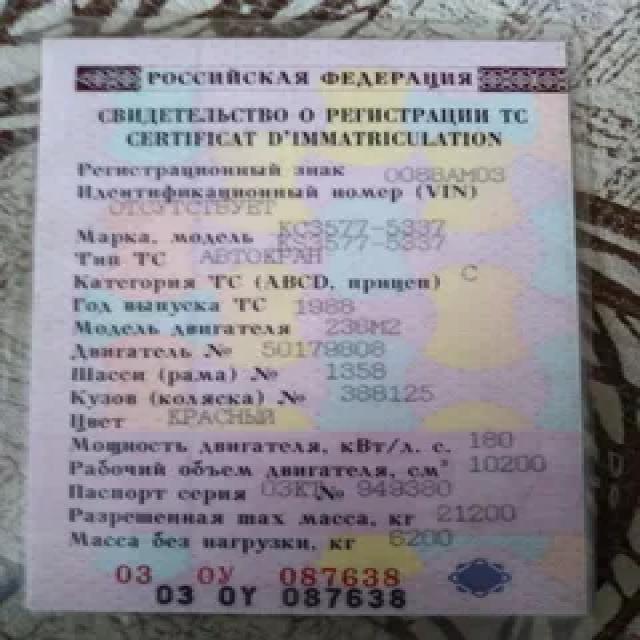 РОССИЙСКАЯ ФЕДЕРАЦИЯ
СВИДЕТЕЛЬСТВО О РЕГИСТРАЦИИ ТС
CERTIFICAT D'IMMATRICULATION
Регистрационный знак 0088АМ03
Идентификационный номер (VIN)
ОТСУТСТВУЕТ
Марка, модель КС3577-5337
КС3577-5337
Тип ТС АВТОКРАН
Категория ТС (ABCD, прицеп) С
Год выпуска ТС 1988
Модель двигателя 238М2
Двигатель № 50179808
Шасси (рама) № 1358
Кузов (коляска) № 388125
Цвет КРАСНЫЙ
Мощность двигателя, кВт/л. с. 180
Рабочий объем двигателя, см³ 10200
Паспорт серия 03КТ № 949380
Разрешенная max масса, кг 21200
Масса без нагрузки, кг 6200
03 ОУ 087638
03 OY 087638